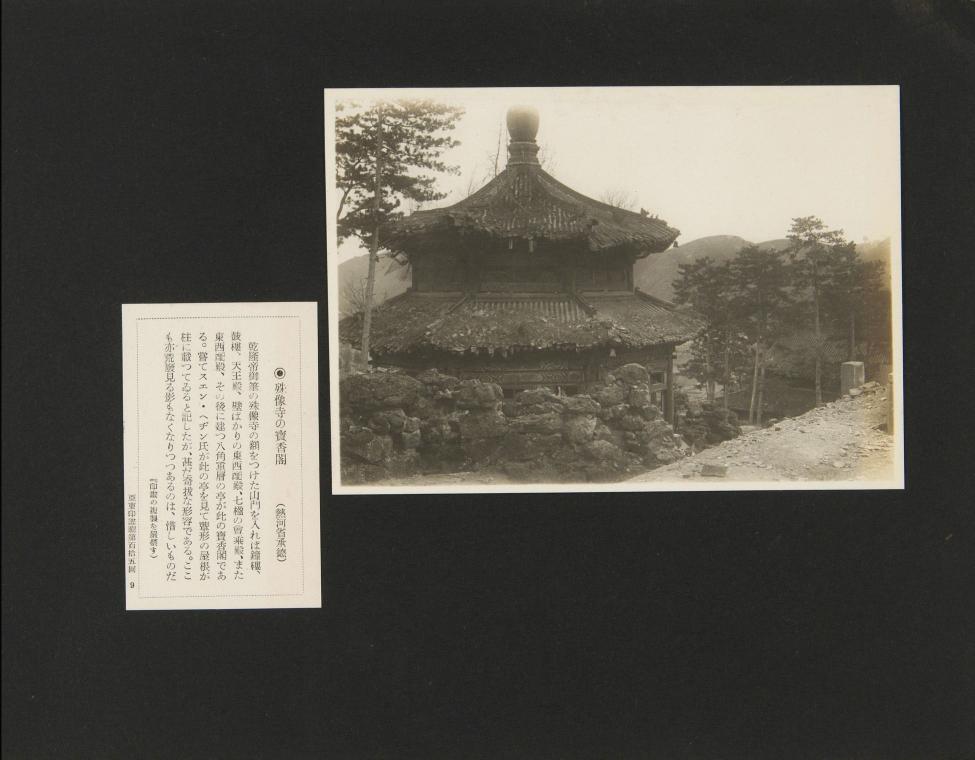 ◉殊像寺の寶香閣 (熱河省承德)
乾隆帝御筆の殊像寺の額をつけた山門を入れば鐘樓、
鼓樓、天王殿、壁ばかりの東西配殿、七楹の會乘殿、また
東西配殿、その後に建つ八角重層の亭が此の寶香閣であ
る。嘗てスエン・ヘヂン氏が此の亭を見て聾形の屋根が
柱に載つてゐると記したが、甚だ奇拔な形容である。ここ
も亦荒廢見る影もなくなりつつあるのは、惜しいものだ
『印畫の複製を嚴禁す』
亞東印畫輯第百拾五回 9